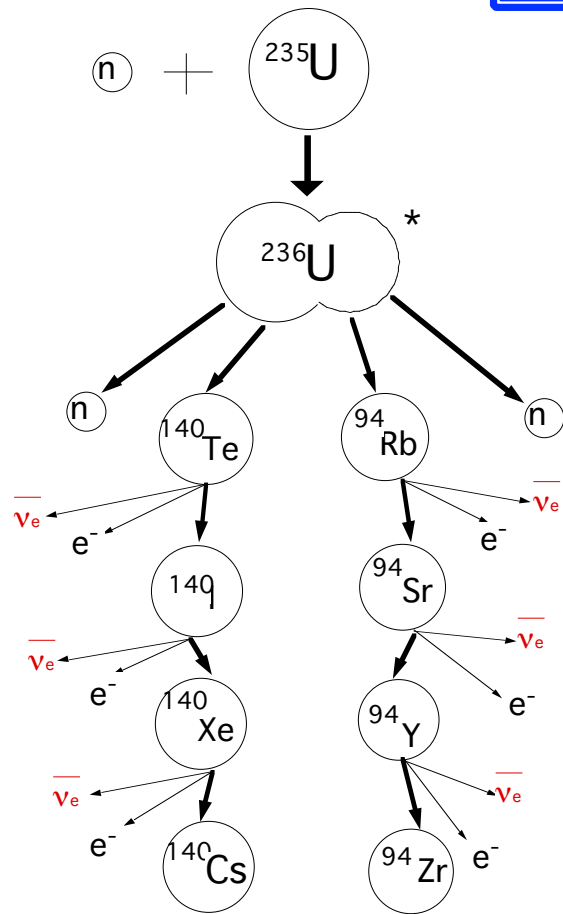 n + ²³⁵U
²³⁶U *
n ¹⁴⁰Te ⁹⁴Rb n
ν̅ₑ e⁻ e⁻ ν̅ₑ
¹⁴⁰I ⁹⁴Sr
ν̅ₑ e⁻ e⁻ ν̅ₑ
¹⁴⁰Xe ⁹⁴Y
ν̅ₑ e⁻ e⁻ ν̅ₑ
¹⁴⁰Cs ⁹⁴Zr